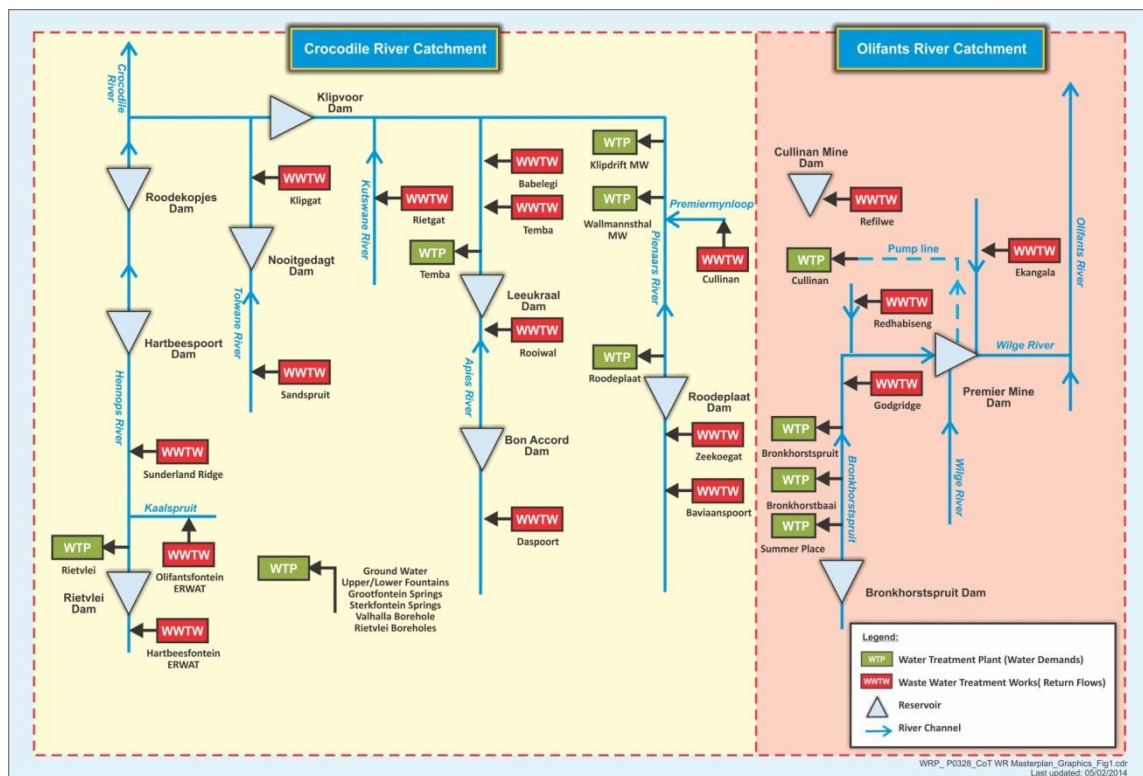 Crocodile River Catchment
Olifants River Catchment
Crocodile
River
Klipvoor
Dam
WTP
Klipdrift MW
WWTW
Babelegi
Cullinan Mine
Dam
Roodekopjes
Dam
WWTW
Klipgat
Kutswane River
WWTW
Rietgat
WWTW
Temba
WTP
Wallmannsthal
MW
Premiermynloop
WWTW
Refilwe
Olifants River
Nooitgedagt
Dam
WTP
Temba
Pienaars River
WWTW
Cullinan
Pump line
WTP
Cullinan
WWTW
Ekangala
Tolwane River
Leeukraal
Dam
WWTW
Redhabiseng
Hartbeespoort
Dam
WWTW
Rooiwal
Wilge River
WWTW
Sandspruit
Apies River
WTP
Roodeplaat
Roodeplaat
Dam
WWTW
Godgridge
Premier Mine
Dam
Hennops River
WWTW
Sunderland Ridge
Bon Accord
Dam
WWTW
Zeekoegat
WTP
Bronkhorstspruit
Bronkhorstspruit
Wilge River
WTP
Bronkhorstbaai
WWTW
Baviaanspoort
Kaalspruit
WWTW
Daspoort
WTP
Summer Place
WTP
Rietvlei
WWTW
Olifantsfontein
ERWAT
WTP
Ground Water
Upper/Lower Fountains
Grootfontein Springs
Sterkfontein Springs
Valhalla Borehole
Rietvlei Boreholes
Rietvlei
Dam
Bronkhorstspruit Dam
WWTW
Hartbeesfontein
ERWAT
Legend:
WTP
Water Treatment Plant (Water Demands)
WWTW
Waste Water Treatment Works( Return Flows)
Reservoir
River Channel
WRP_ P0328_CoT WR Masterplan_Graphics_Fig1.cdr
Last updated: 05/02/2014